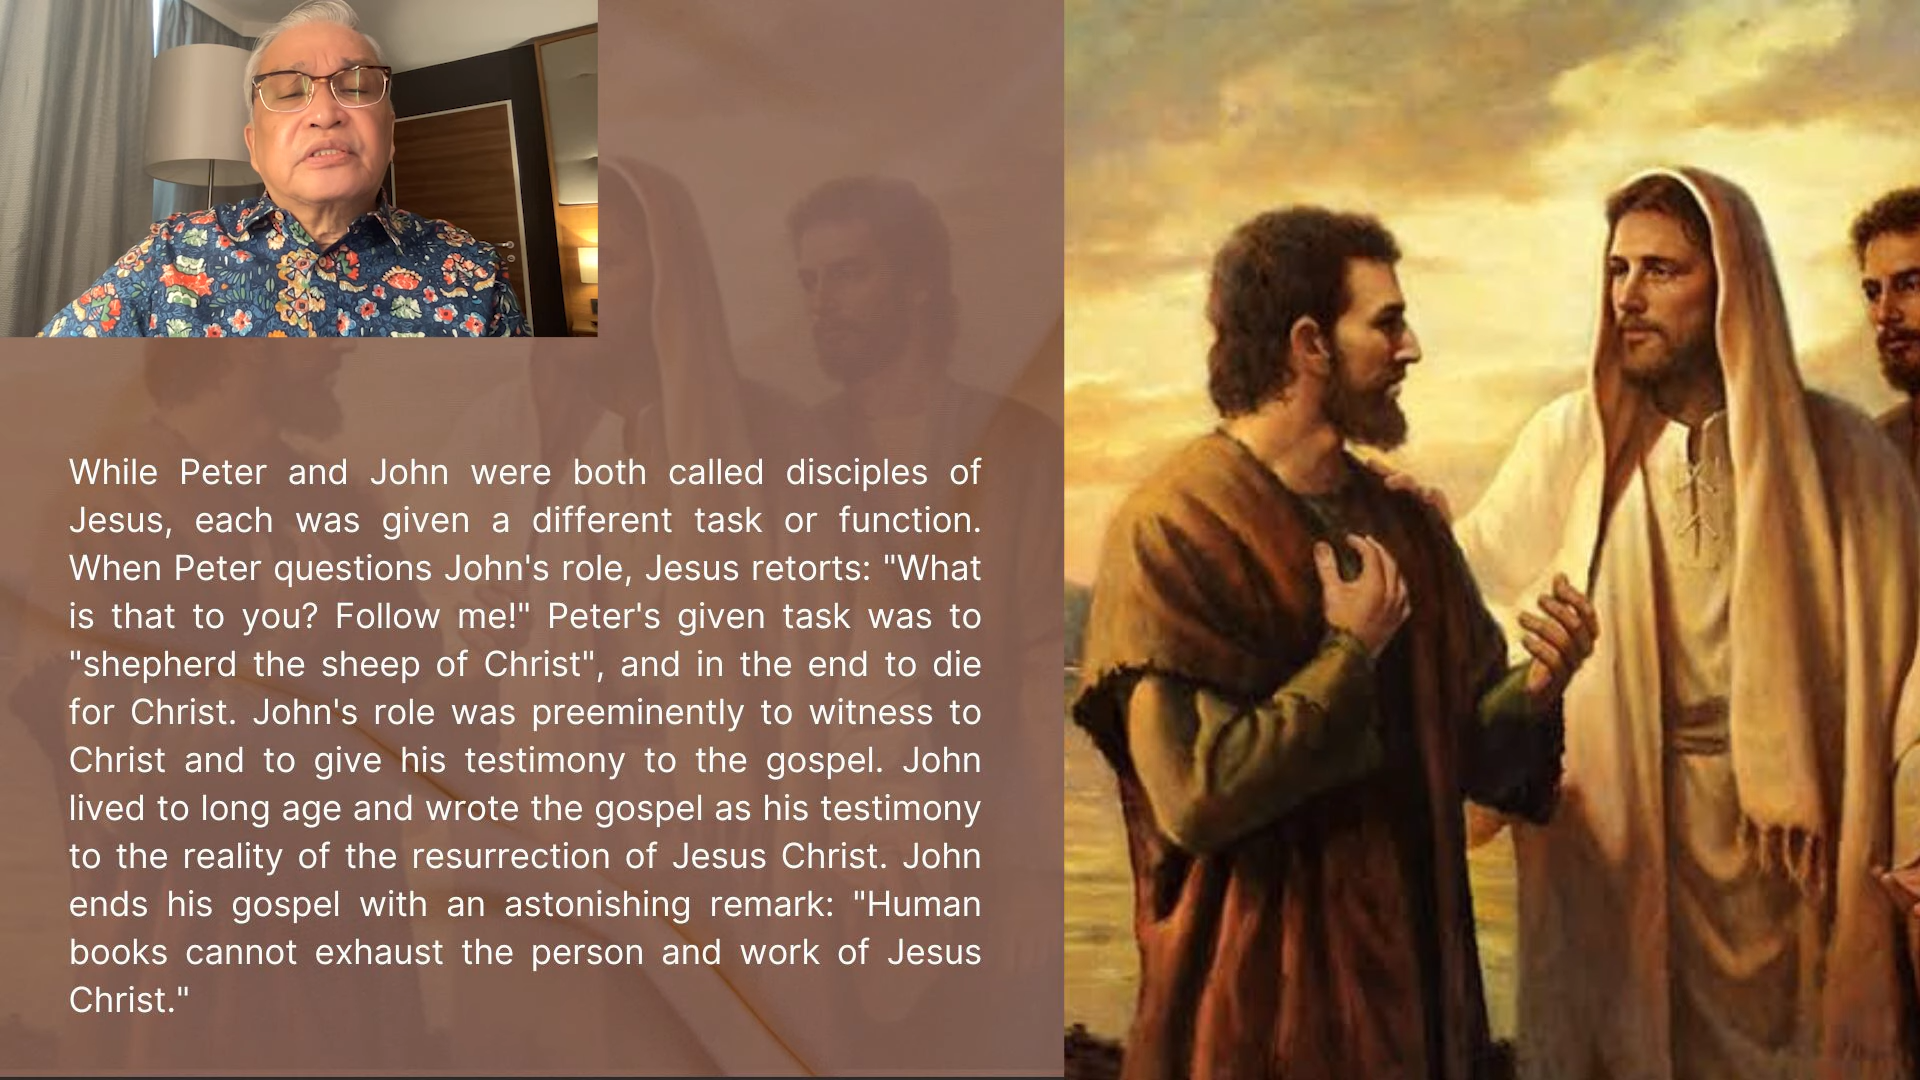 While Peter and John were both called disciples of
Jesus, each was given a different task or function.
When Peter questions John's role, Jesus retorts: "What
is that to you? Follow me!" Peter's given task was to
"shepherd the sheep of Christ", and in the end to die
for Christ. John's role was preeminently to witness to
Christ and to give his testimony to the gospel. John
lived to long age and wrote the gospel as his testimony
to the reality of the resurrection of Jesus Christ. John
ends his gospel with an astonishing remark: "Human
books cannot exhaust the person and work of Jesus
Christ."